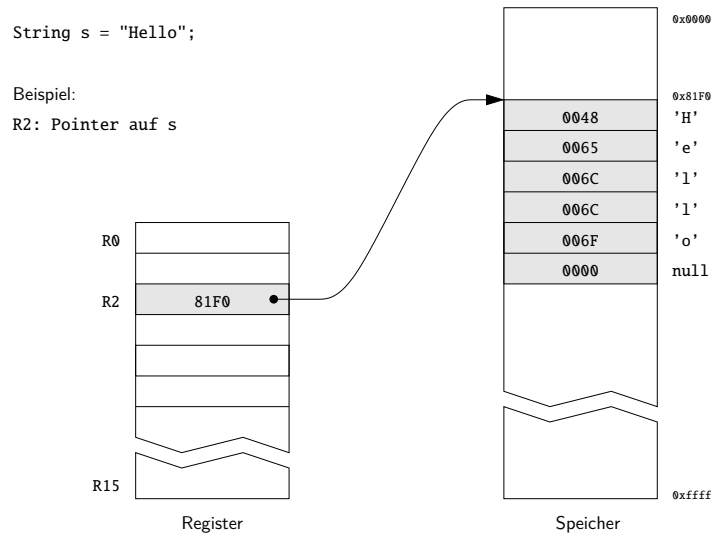 String s = "Hello";
Beispiel:
R2: Pointer auf s
0x0000
0x81F0
0048 'H'
0065 'e'
006C 'l'
006C 'l'
006F 'o'
0000 null
R0
R2 81F0
R15
0xffff
Register
Speicher